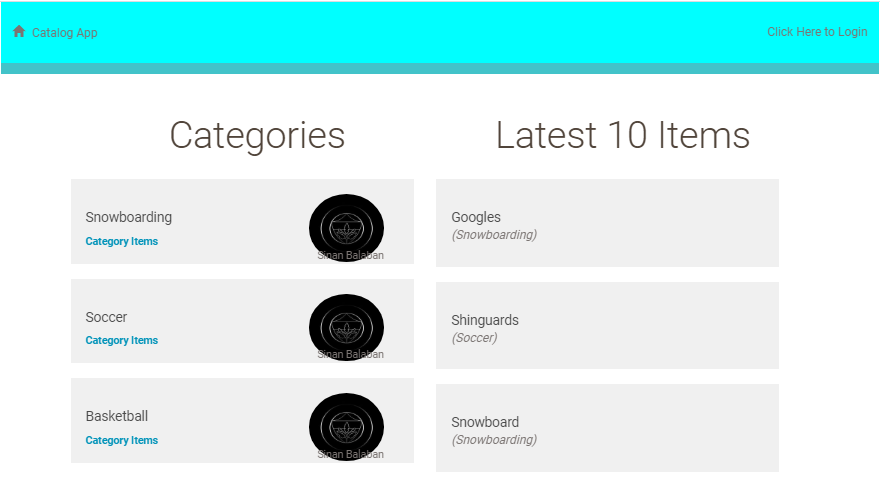 Catalog App
Click Here to Login
Categories
Snowboarding
Category Items
Sinan Balaban
Soccer
Category Items
Sinan Balaban
Basketball
Category Items
Sinan Balaban
Latest 10 Items
Googles
(Snowboarding)
Shinguards
(Soccer)
Snowboard
(Snowboarding)